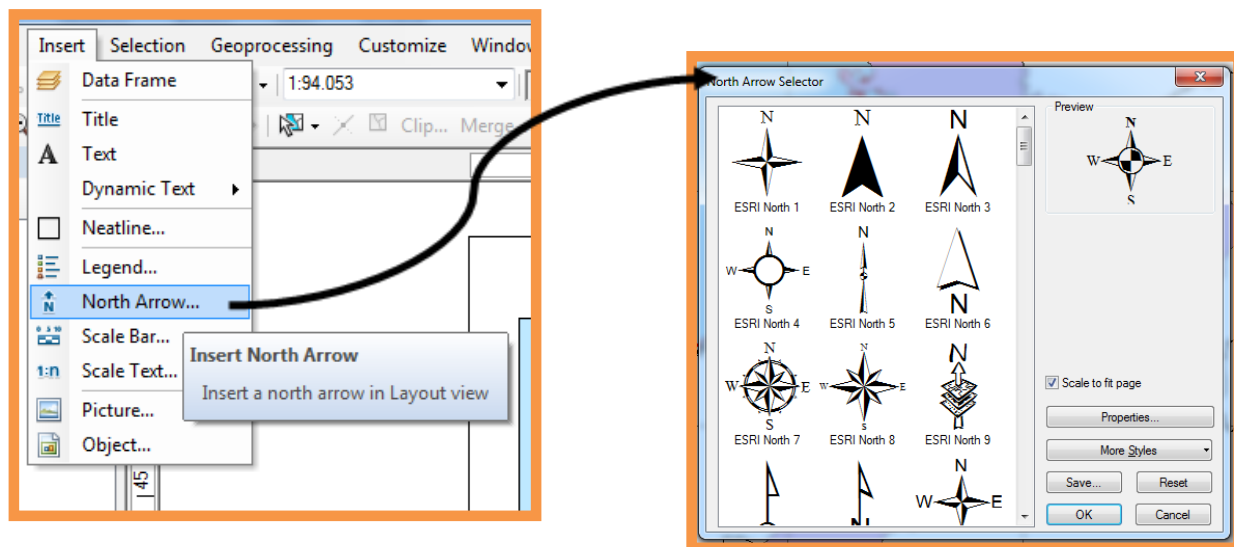 Insert Selection Geoprocessing Customize
Data Frame
1:94.053
Title Title
Clip... Merge
A Text
Dynamic Text
Neatline...
Legend...
N North Arrow...
Scale Bar...
1:n Scale Text...
Insert North Arrow
Insert a north arrow in Layout view
Picture...
Object...
45
North Arrow Selector
N N N
ESRI North 1 ESRI North 2 ESRI North 3
N N
W E
S N
ESRI North 4 ESRI North 5 ESRI North 6
N N N
W E W E
S S
ESRI North 7 ESRI North 8 ESRI North 9
N
W E
N
Preview
N
W E
S
Scale to fit page
Properties...
More Styles
Save... Reset
OK Cancel